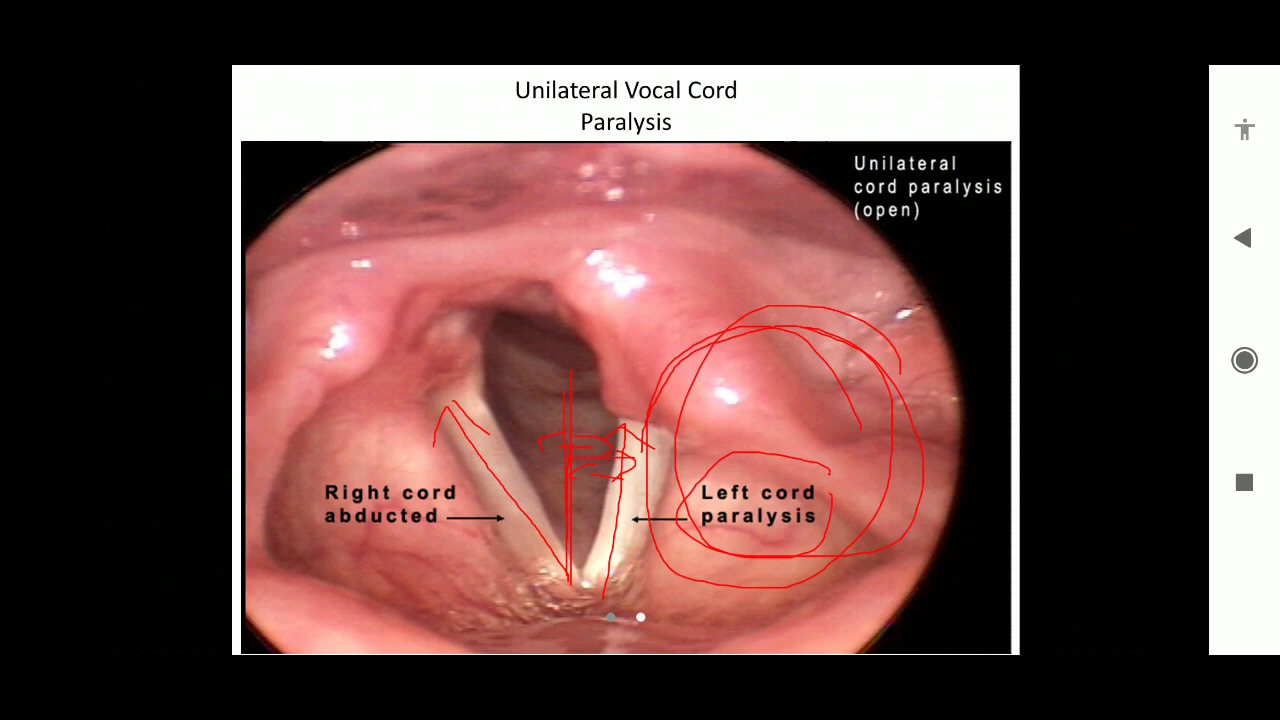 Unilateral Vocal Cord
Paralysis
Unilateral
cord paralysis
(open)
Right cord
abducted
Left cord
paralysis